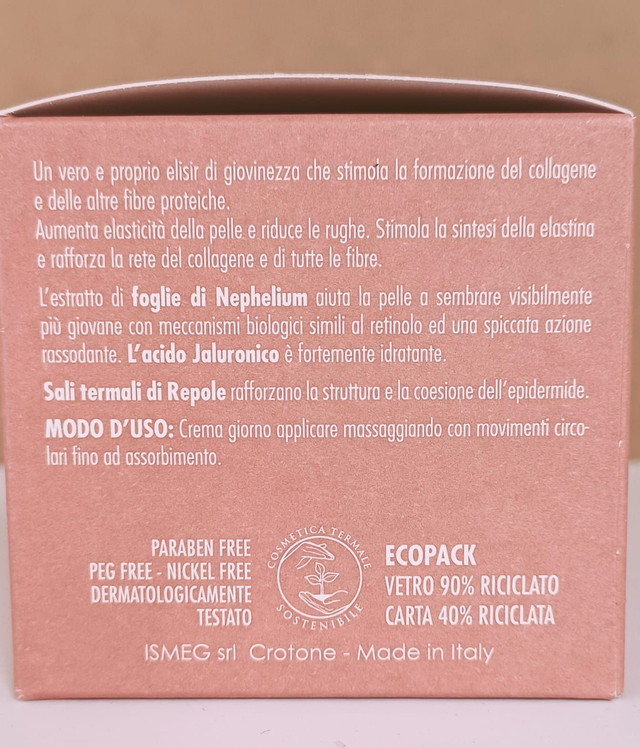 Un vero e proprio elisir di giovinezza che stimola la formazione del collagene
e delle altre fibre proteiche.
Aumenta elasticità della pelle e riduce le rughe. Stimola la sintesi della elastina
e rafforza la rete del collagene e di tutte le fibre.
L'estratto di foglie di Nephelium aiuta la pelle a sembrare visibilmente
più giovane con meccanismi biologici simili al retinolo ed una spiccata azione
rassodante. L'acido Jaluronico è fortemente idratante.
Sali termali di Repole rafforzano la struttura e la coesione dell'epidermide.
MODO D'USO: Crema giorno applicare massaggiando con movimenti circo-
lari fino ad assorbimento.
PARABEN FREE
PEG FREE - NICKEL FREE
DERMATOLOGICAMENTE
TESTATO
COSMETICA TERMALE
SOSTENIBILE
ECOPACK
VETRO 90% RICICLATO
CARTA 40% RICICLATA
ISMEG srl Crotone - Made in Italy